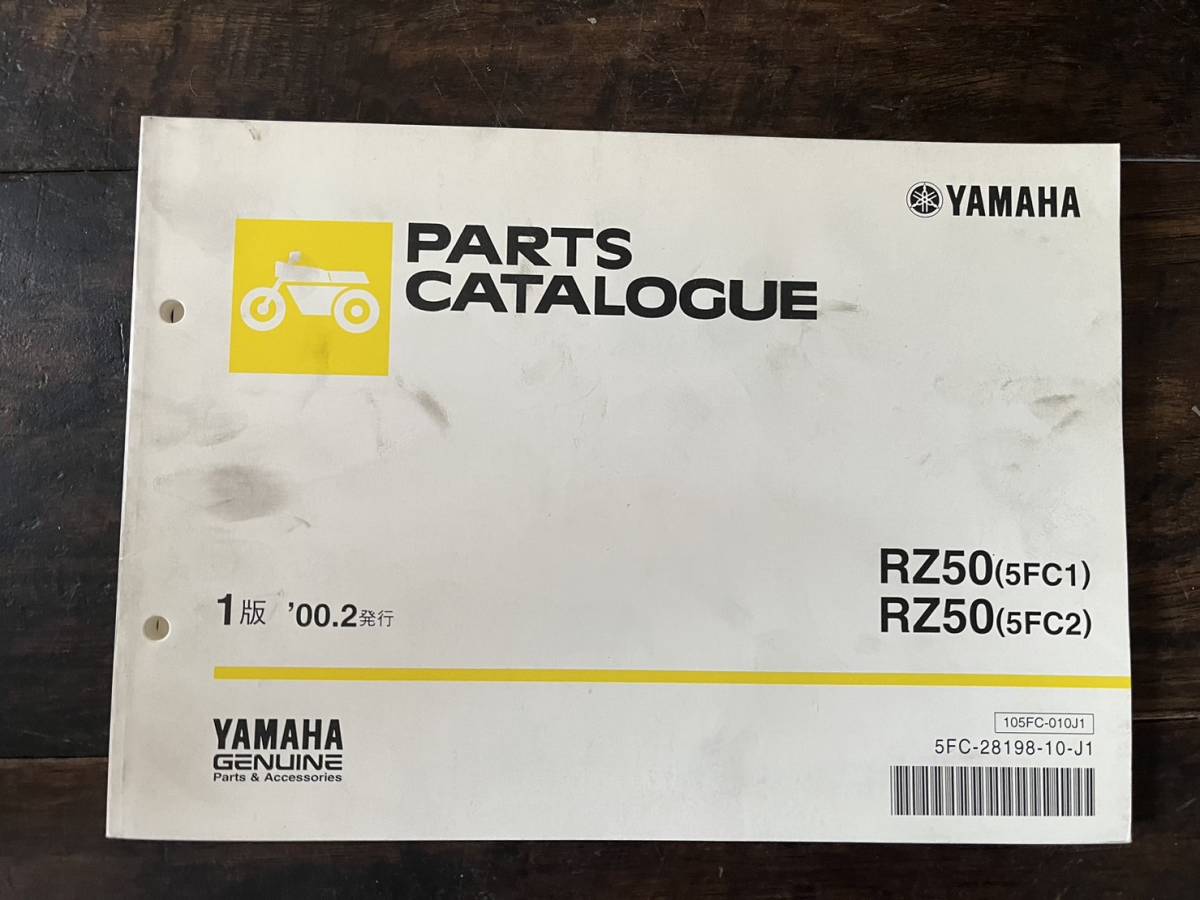 YAMAHA
PARTS
CATALOGUE
RZ50(5FC1)
RZ50(5FC2)
1版 '00.2発行
YAMAHA
GENUINE
Parts & Accessories
105FC-010J1
5FC-28198-10-J1